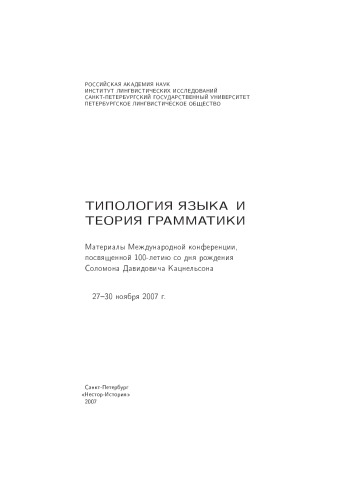 РОССИЙСКАЯ АКАДЕМИЯ НАУК
ИНСТИТУТ ЛИНГВИСТИЧЕСКИХ ИССЛЕДОВАНИЙ
САНКТ-ПЕТЕРБУРГСКИЙ ГОСУДАРСТВЕННЫЙ УНИВЕРСИТЕТ
ПЕТЕРБУРГСКОЕ ЛИНГВИСТИЧЕСКОЕ ОБЩЕСТВО
ТИПОЛОГИЯ ЯЗЫКА И
ТЕОРИЯ ГРАММАТИКИ
Материалы Международной конференции,
посвященной 100-летию со дня рождения
Соломона Давидовича Кацнельсона
27–30 ноября 2007 г.
Санкт-Петербург
«Нестор-История»
2007